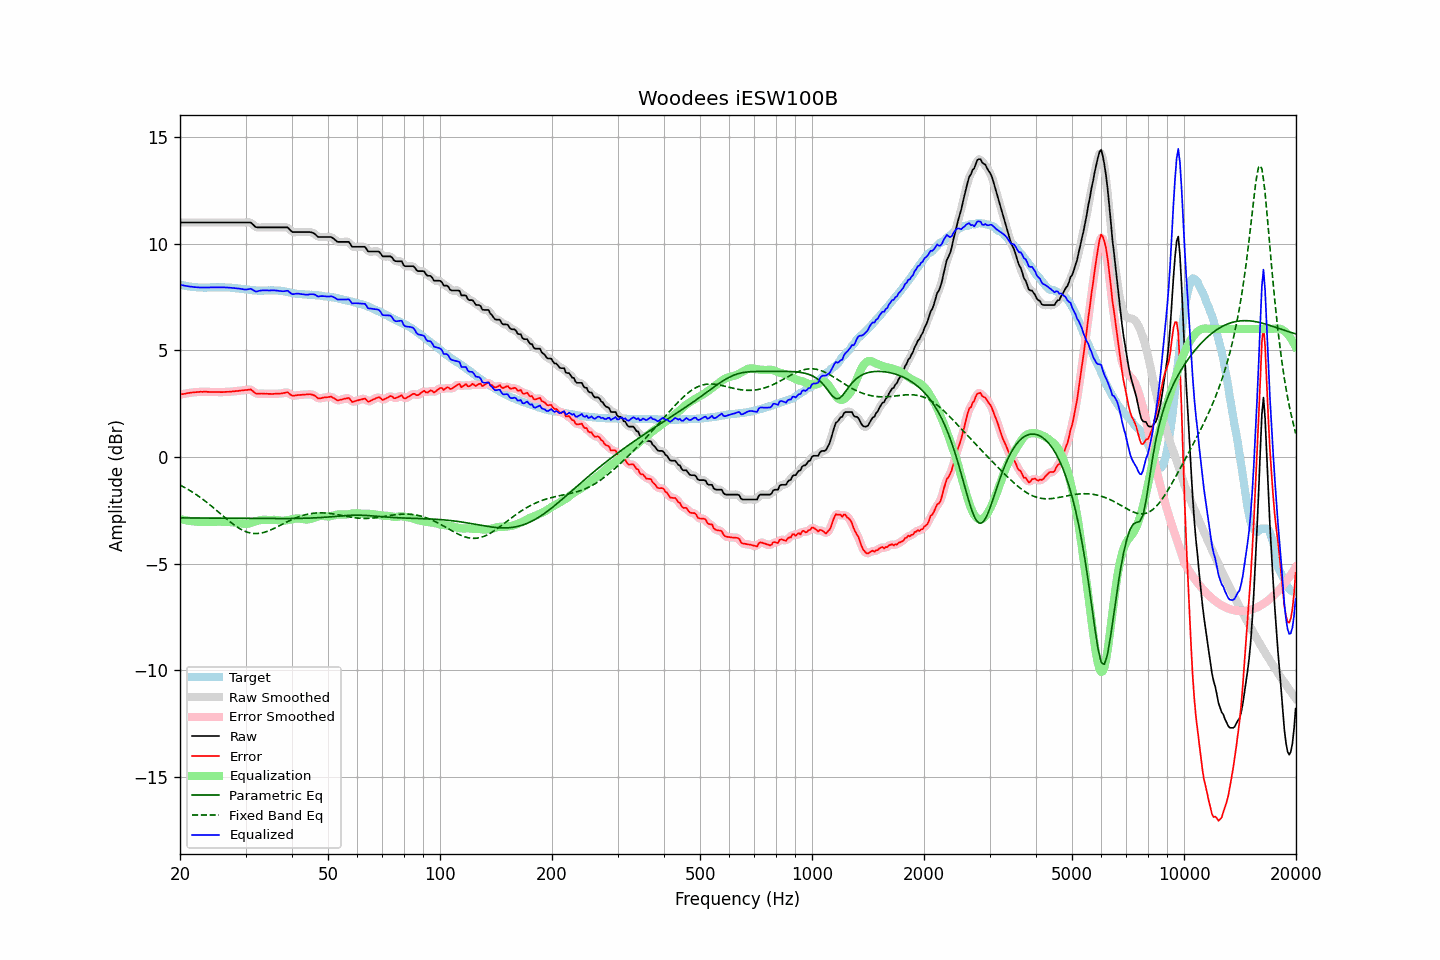 Woodees iESW100B
Amplitude (dBr)
15
10
5
0
−5
−10
−15
Target
Raw Smoothed
Error Smoothed
Raw
Error
Equalization
Parametric Eq
Fixed Band Eq
Equalized
20 50 100 200 500 1000 2000 5000 10000 20000
Frequency (Hz)